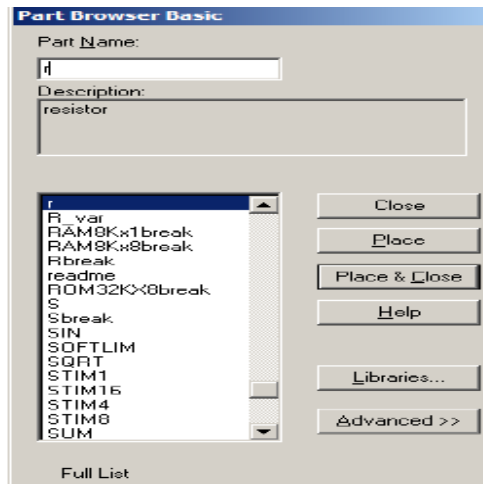 Part Browser Basic
Part Name:
r
Description:
resistor
r
R_var
RAM8Kx1break
RAM8Kx8break
Rbreak
readme
ROM32KX8break
S
Sbreak
SIN
SOFTLIM
SQRT
STIM1
STIM16
STIM4
STIM8
SUM
Close
Place
Place & Close
Help
Libraries...
Advanced >>
Full List